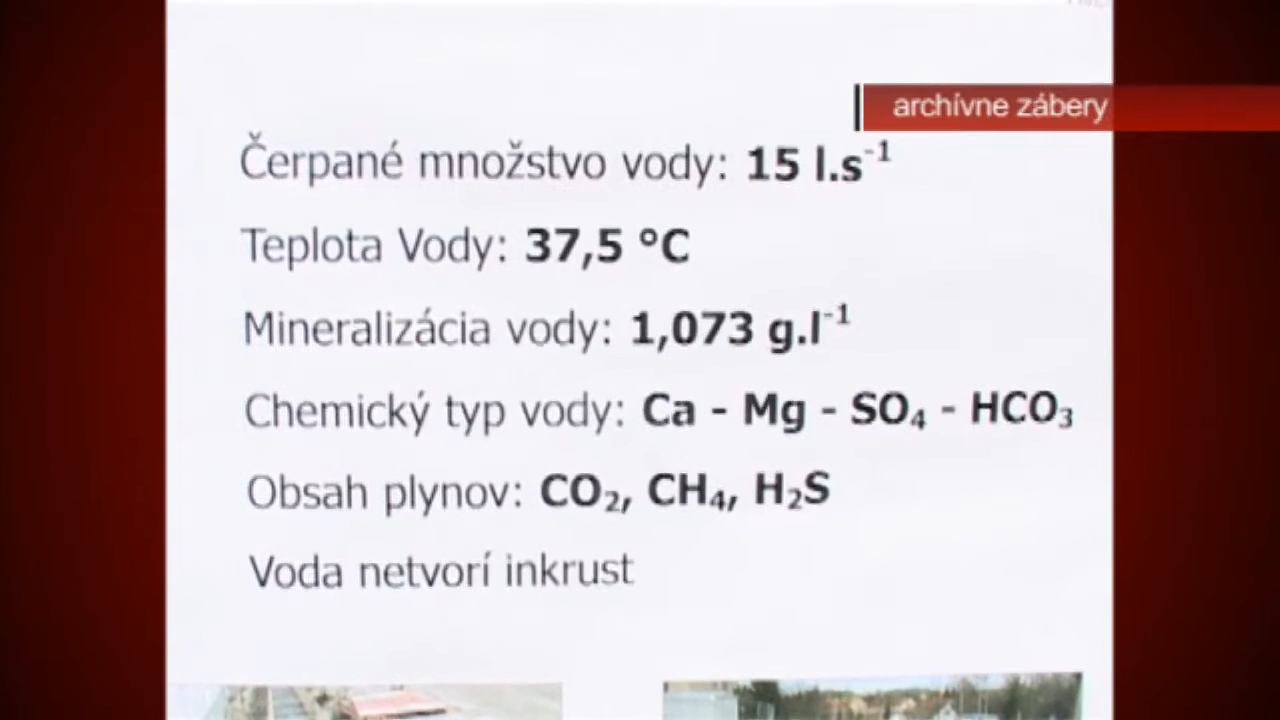 archívne zábery
Čerpané množstvo vody: 15 l.s⁻¹
Teplota Vody: 37,5 °C
Mineralizácia vody: 1,073 g.l⁻¹
Chemický typ vody: Ca - Mg - SO₄ - HCO₃
Obsah plynov: CO₂, CH₄, H₂S
Voda netvorí inkrust